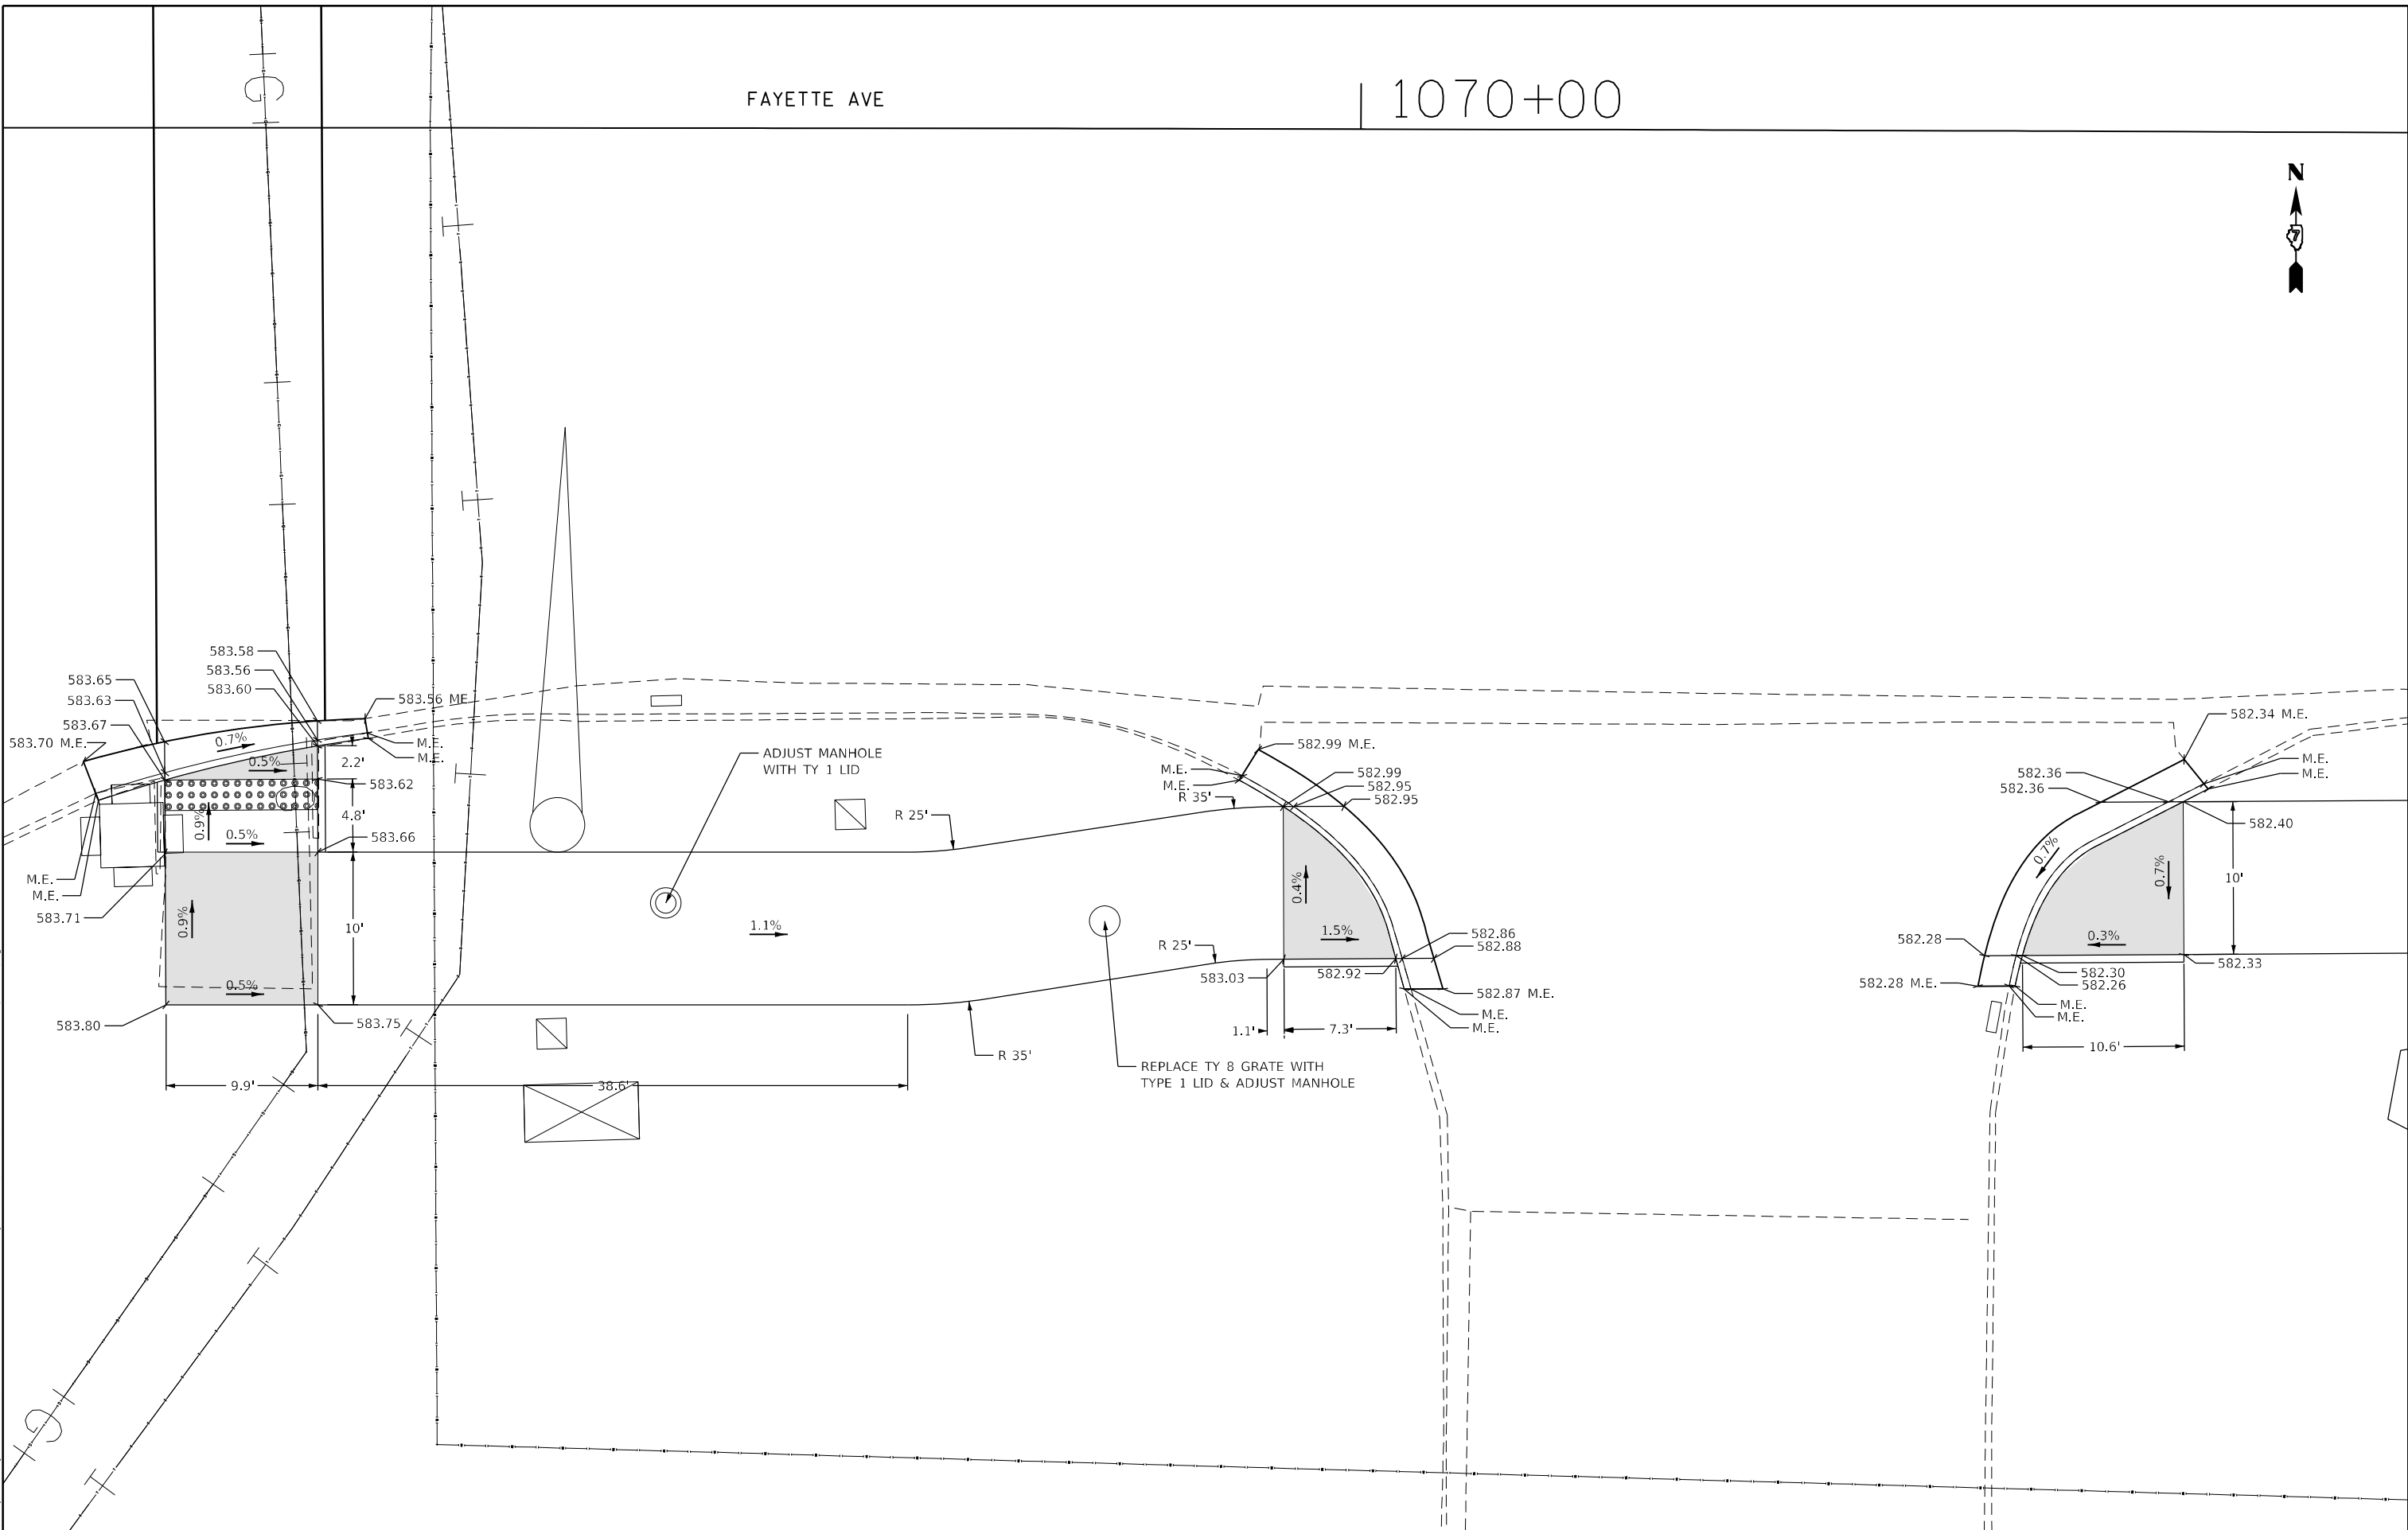 FAYETTE AVE
1070+00
G
N
7
583.58
583.56
583.60
583.65
583.63
583.67
583.70 M.E.
583.56 ME
M.E.
M.E.
0.7%
0.5%
2.2'
583.62
4.8'
0.9%
0.5%
583.66
M.E.
M.E.
583.71
0.9%
10'
0.5%
583.80
583.75
9.9'
38.6'
ADJUST MANHOLE
WITH TY 1 LID
R 25'
1.1%
R 35'
582.99 M.E.
M.E.
M.E.
R 35'
582.99
582.95
582.95
0.4%
1.5%
R 25'
583.03
582.92
582.86
582.88
582.87 M.E.
M.E.
M.E.
1.1'
7.3'
REPLACE TY 8 GRATE WITH
TYPE 1 LID & ADJUST MANHOLE
582.34 M.E.
M.E.
M.E.
582.36
582.36
582.40
0.7%
0.7%
10'
0.3%
582.28
582.33
582.30
582.26
582.28 M.E.
M.E.
M.E.
10.6'
G